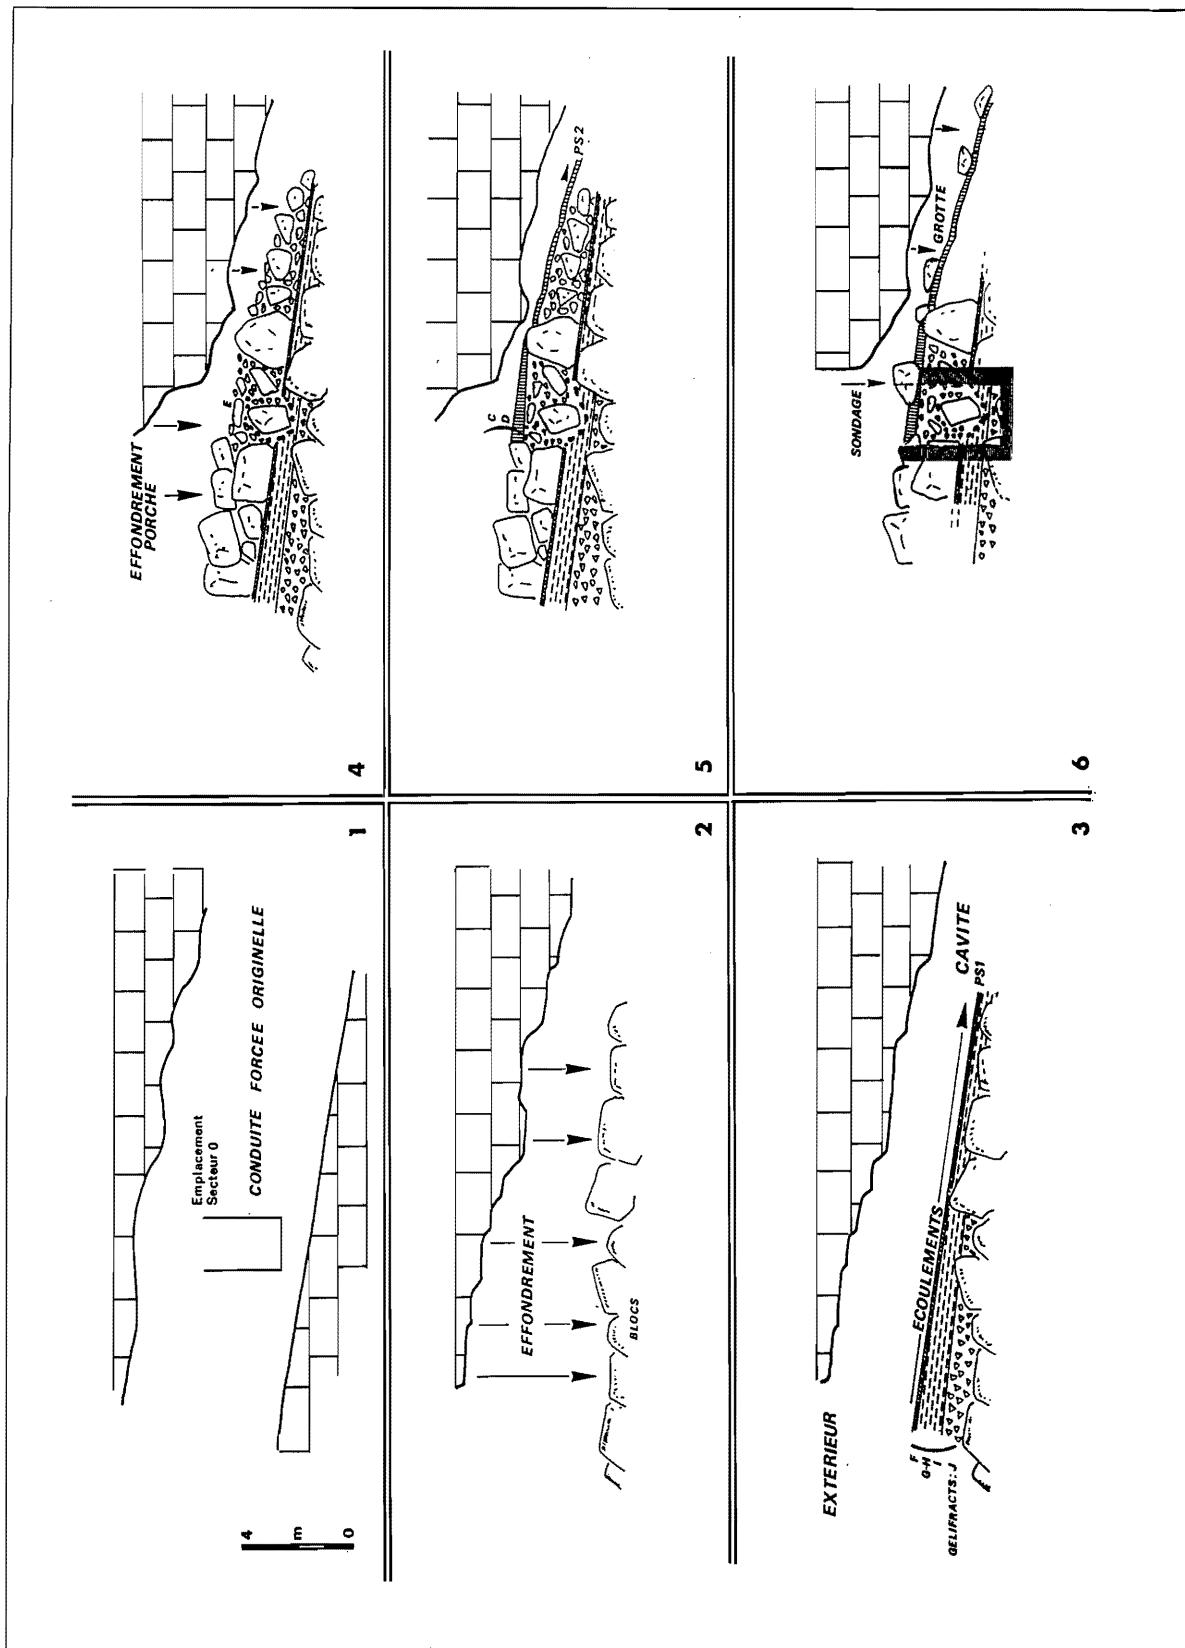 Emplacement
Secteur 0
CONDUITE FORCEE ORIGINELLE
4
m
0
1
EFFONDREMENT
BLOCS
2
EXTERIEUR
ECOULEMENTS
CAVITE
PS1
F
G-H
I
GELIFRACTS: J
3
EFFONDREMENT
PORCHE
E
4
C
D
PS2
5
SONDAGE
GROTTE
6